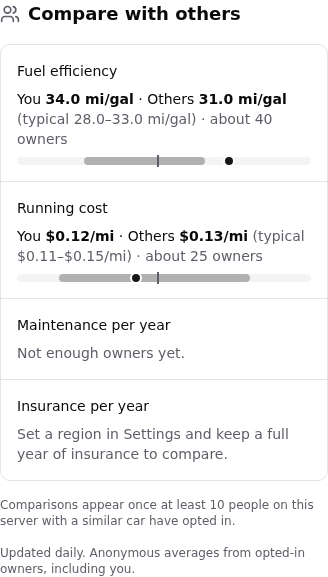 Compare with others
Fuel efficiency
You 34.0 mi/gal · Others 31.0 mi/gal
(typical 28.0–33.0 mi/gal) · about 40
owners
Running cost
You $0.12/mi · Others $0.13/mi (typical
$0.11–$0.15/mi) · about 25 owners
Maintenance per year
Not enough owners yet.
Insurance per year
Set a region in Settings and keep a full
year of insurance to compare.
Comparisons appear once at least 10 people on this
server with a similar car have opted in.
Updated daily. Anonymous averages from opted-in
owners, including you.